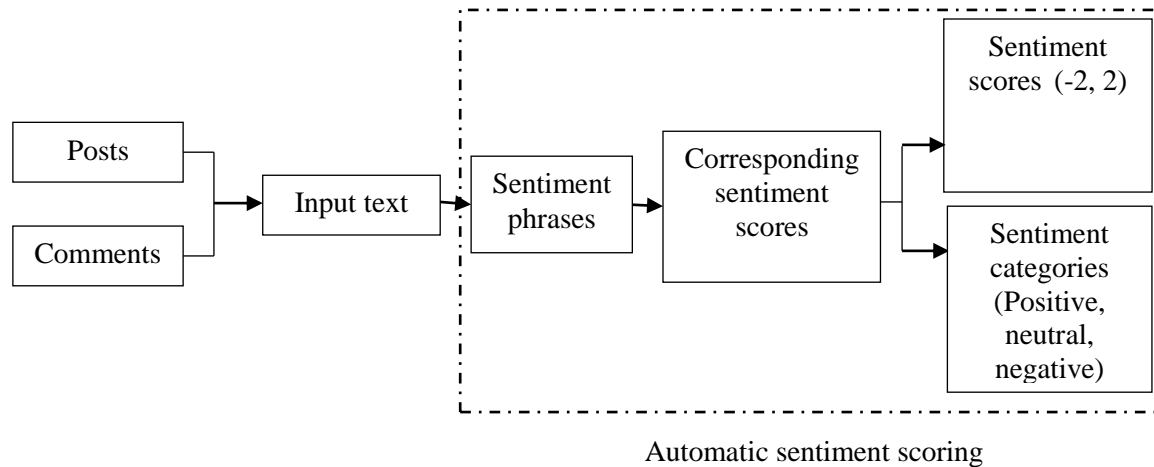 Posts
Comments
Input text
Sentiment
phrases
Corresponding
sentiment
scores
Sentiment
scores (-2, 2)
Sentiment
categories
(Positive,
neutral,
negative)
Automatic sentiment scoring